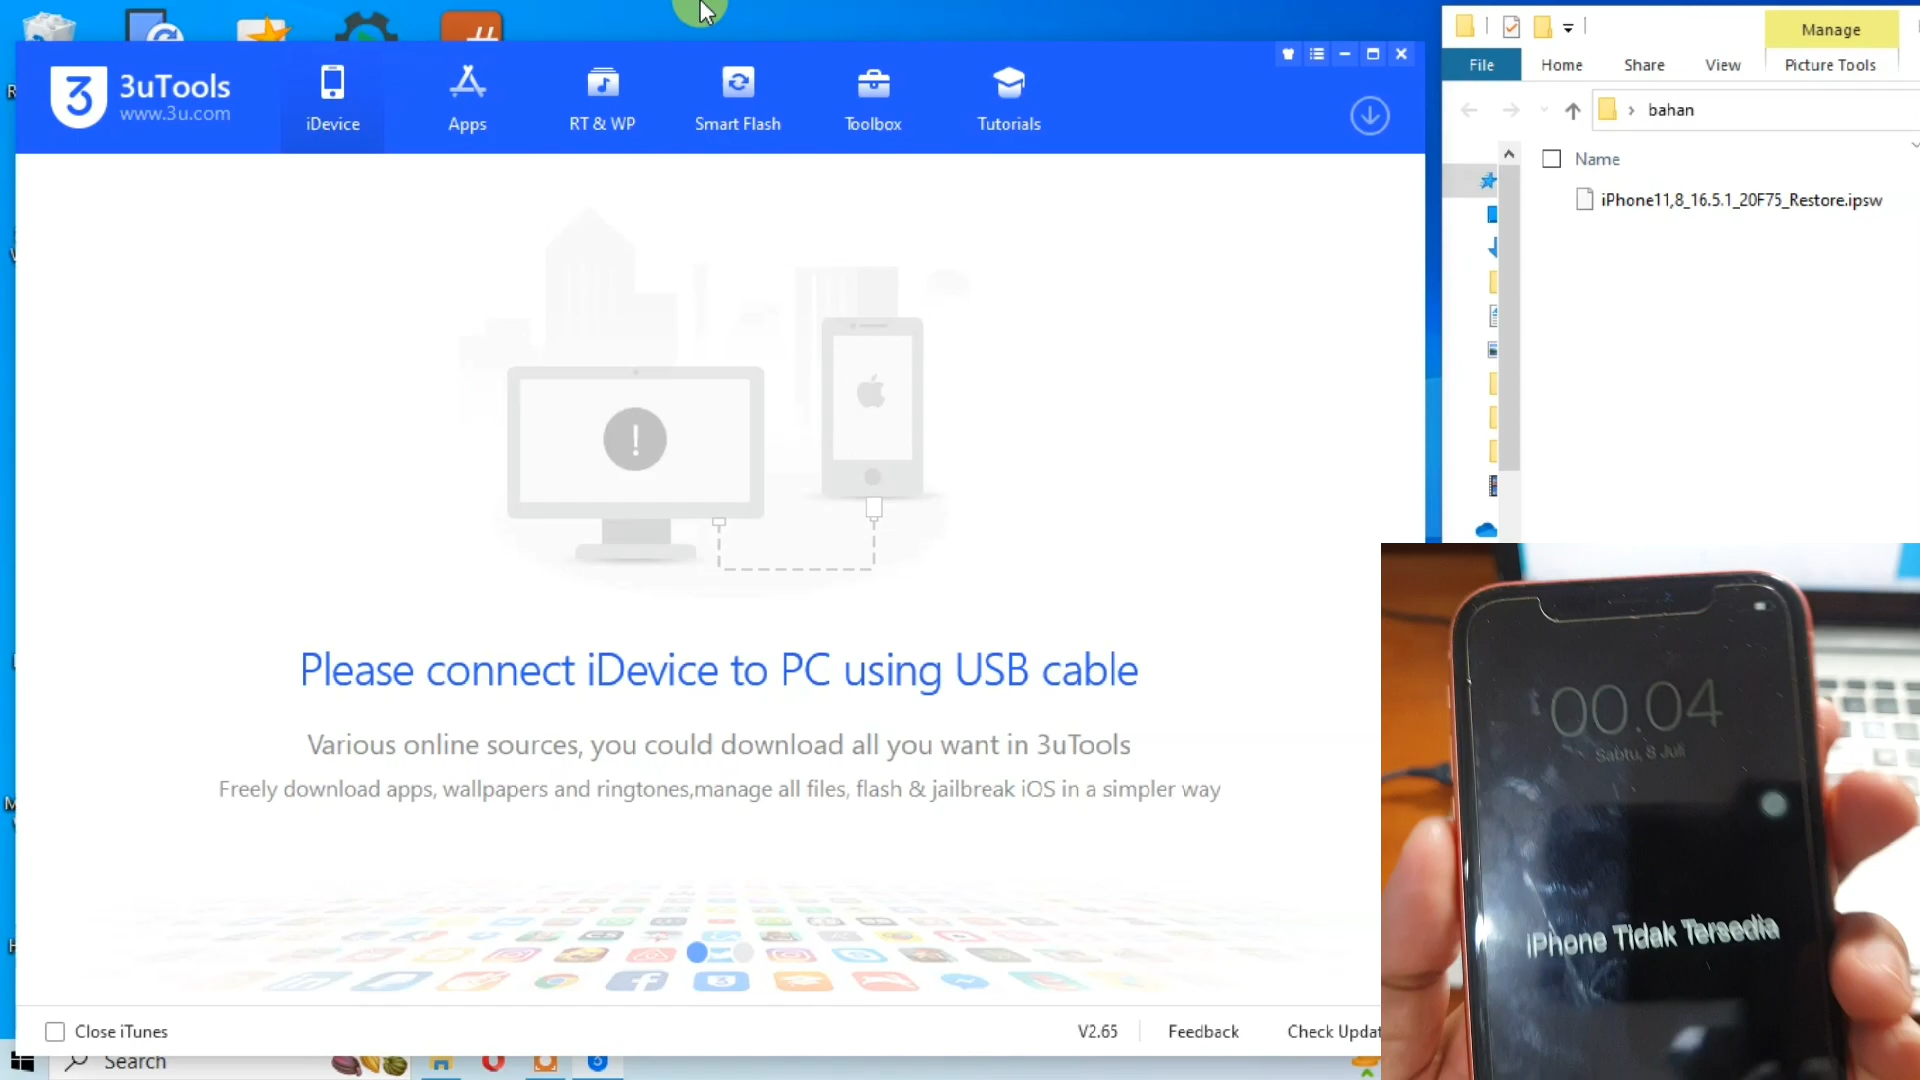 3uTools
www.3u.com
iDevice
Apps
RT & WP
Smart Flash
Toolbox
Tutorials
Please connect iDevice to PC using USB cable
Various online sources, you could download all you want in 3uTools
Freely download apps, wallpapers and ringtones,manage all files, flash & jailbreak iOS in a simpler way
Close iTunes
V2.65
Feedback
Check
Search
Manage
File
Home
Share
View
Picture Tools
bahan
Name
iPhone11,8_16.5.1_20F75_Restore.ipsw
00.04
Sabtu, 8 Juli
iPhone Tidak Tersedia